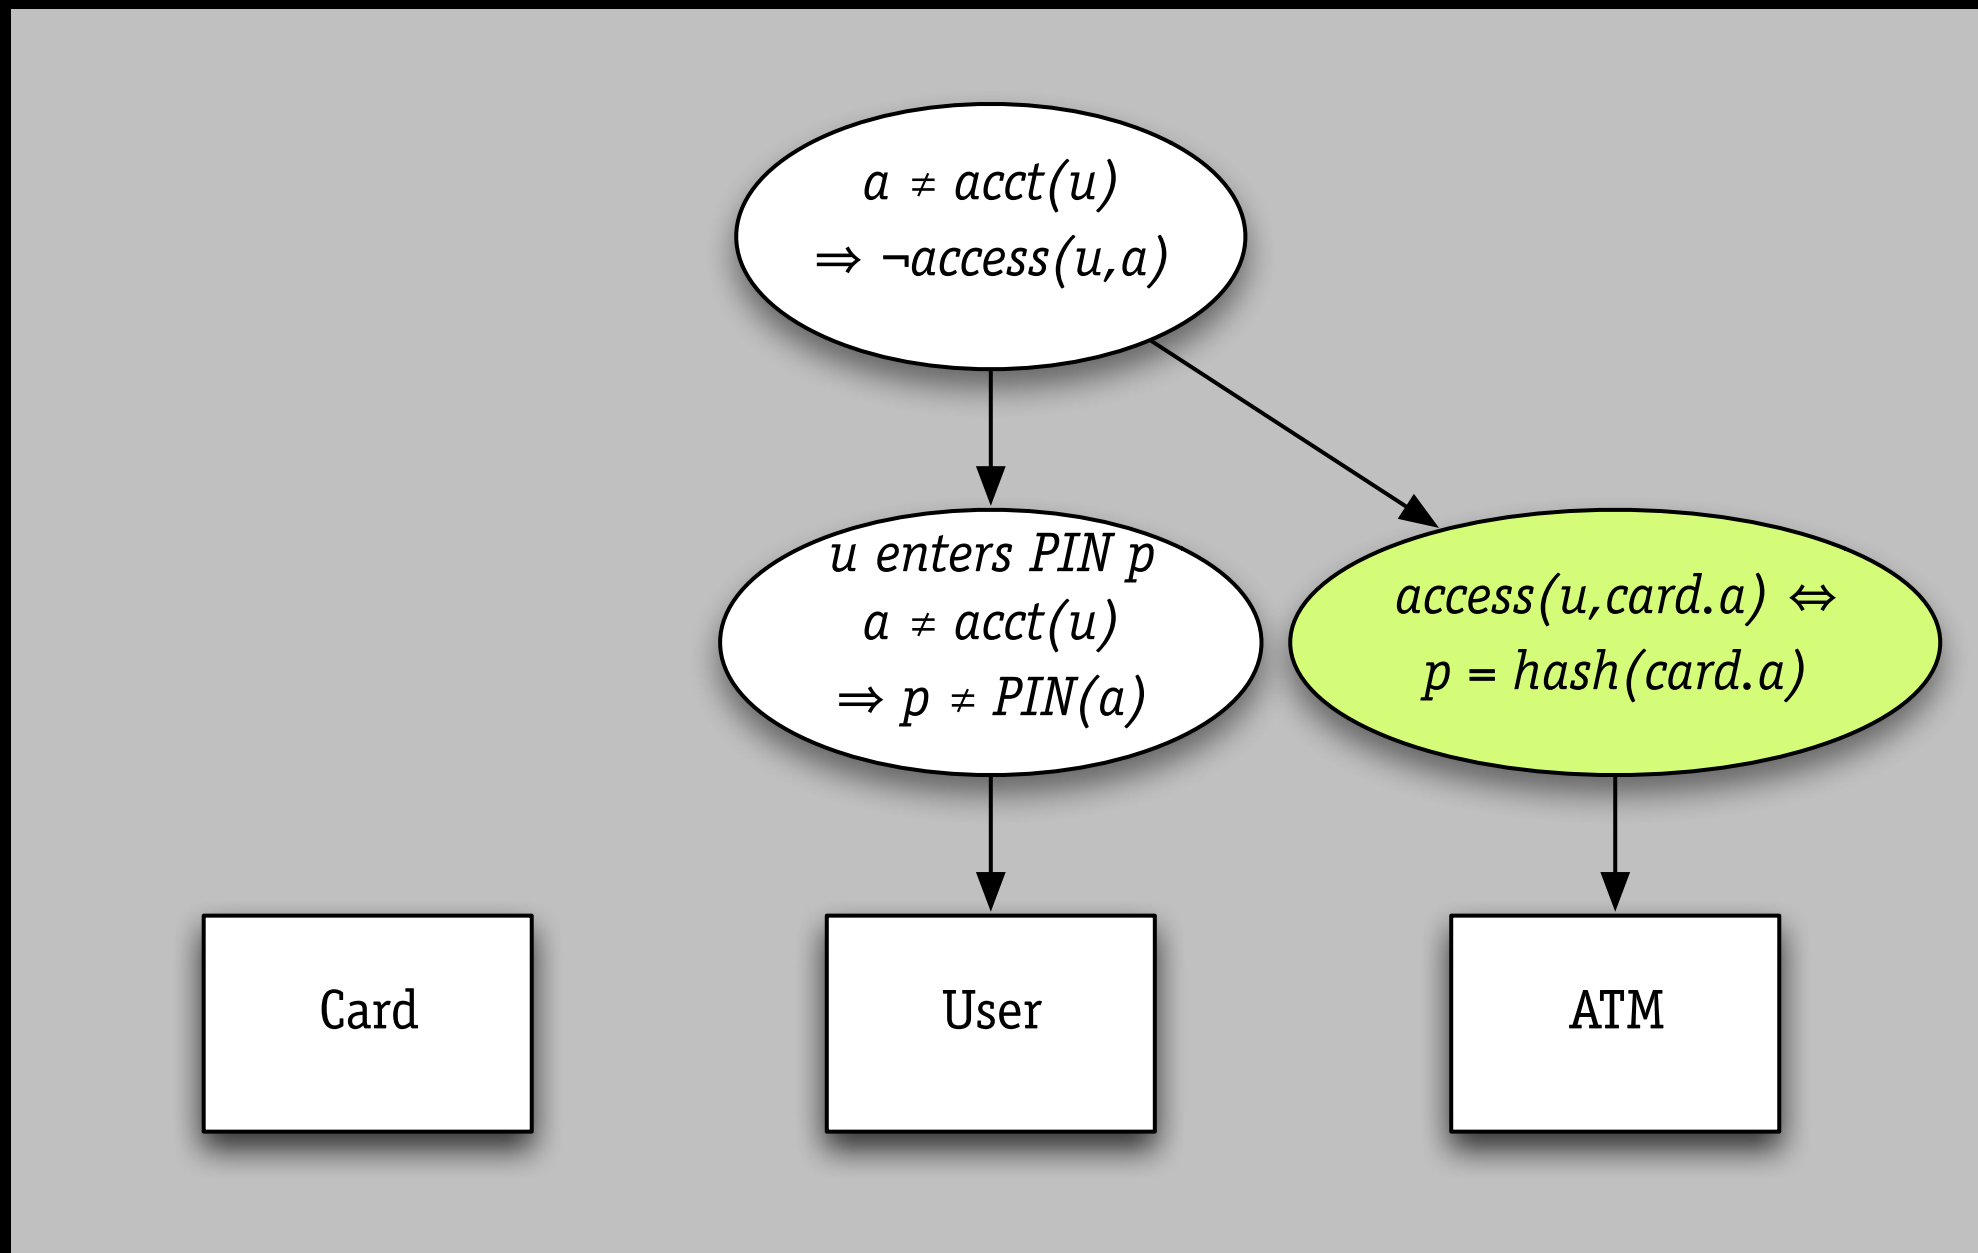 a ≠ acct(u)
⇒ ¬access(u,a)
u enters PIN p
a ≠ acct(u)
⇒ p ≠ PIN(a)
access(u,card.a) ⇔
p = hash(card.a)
Card
User
ATM